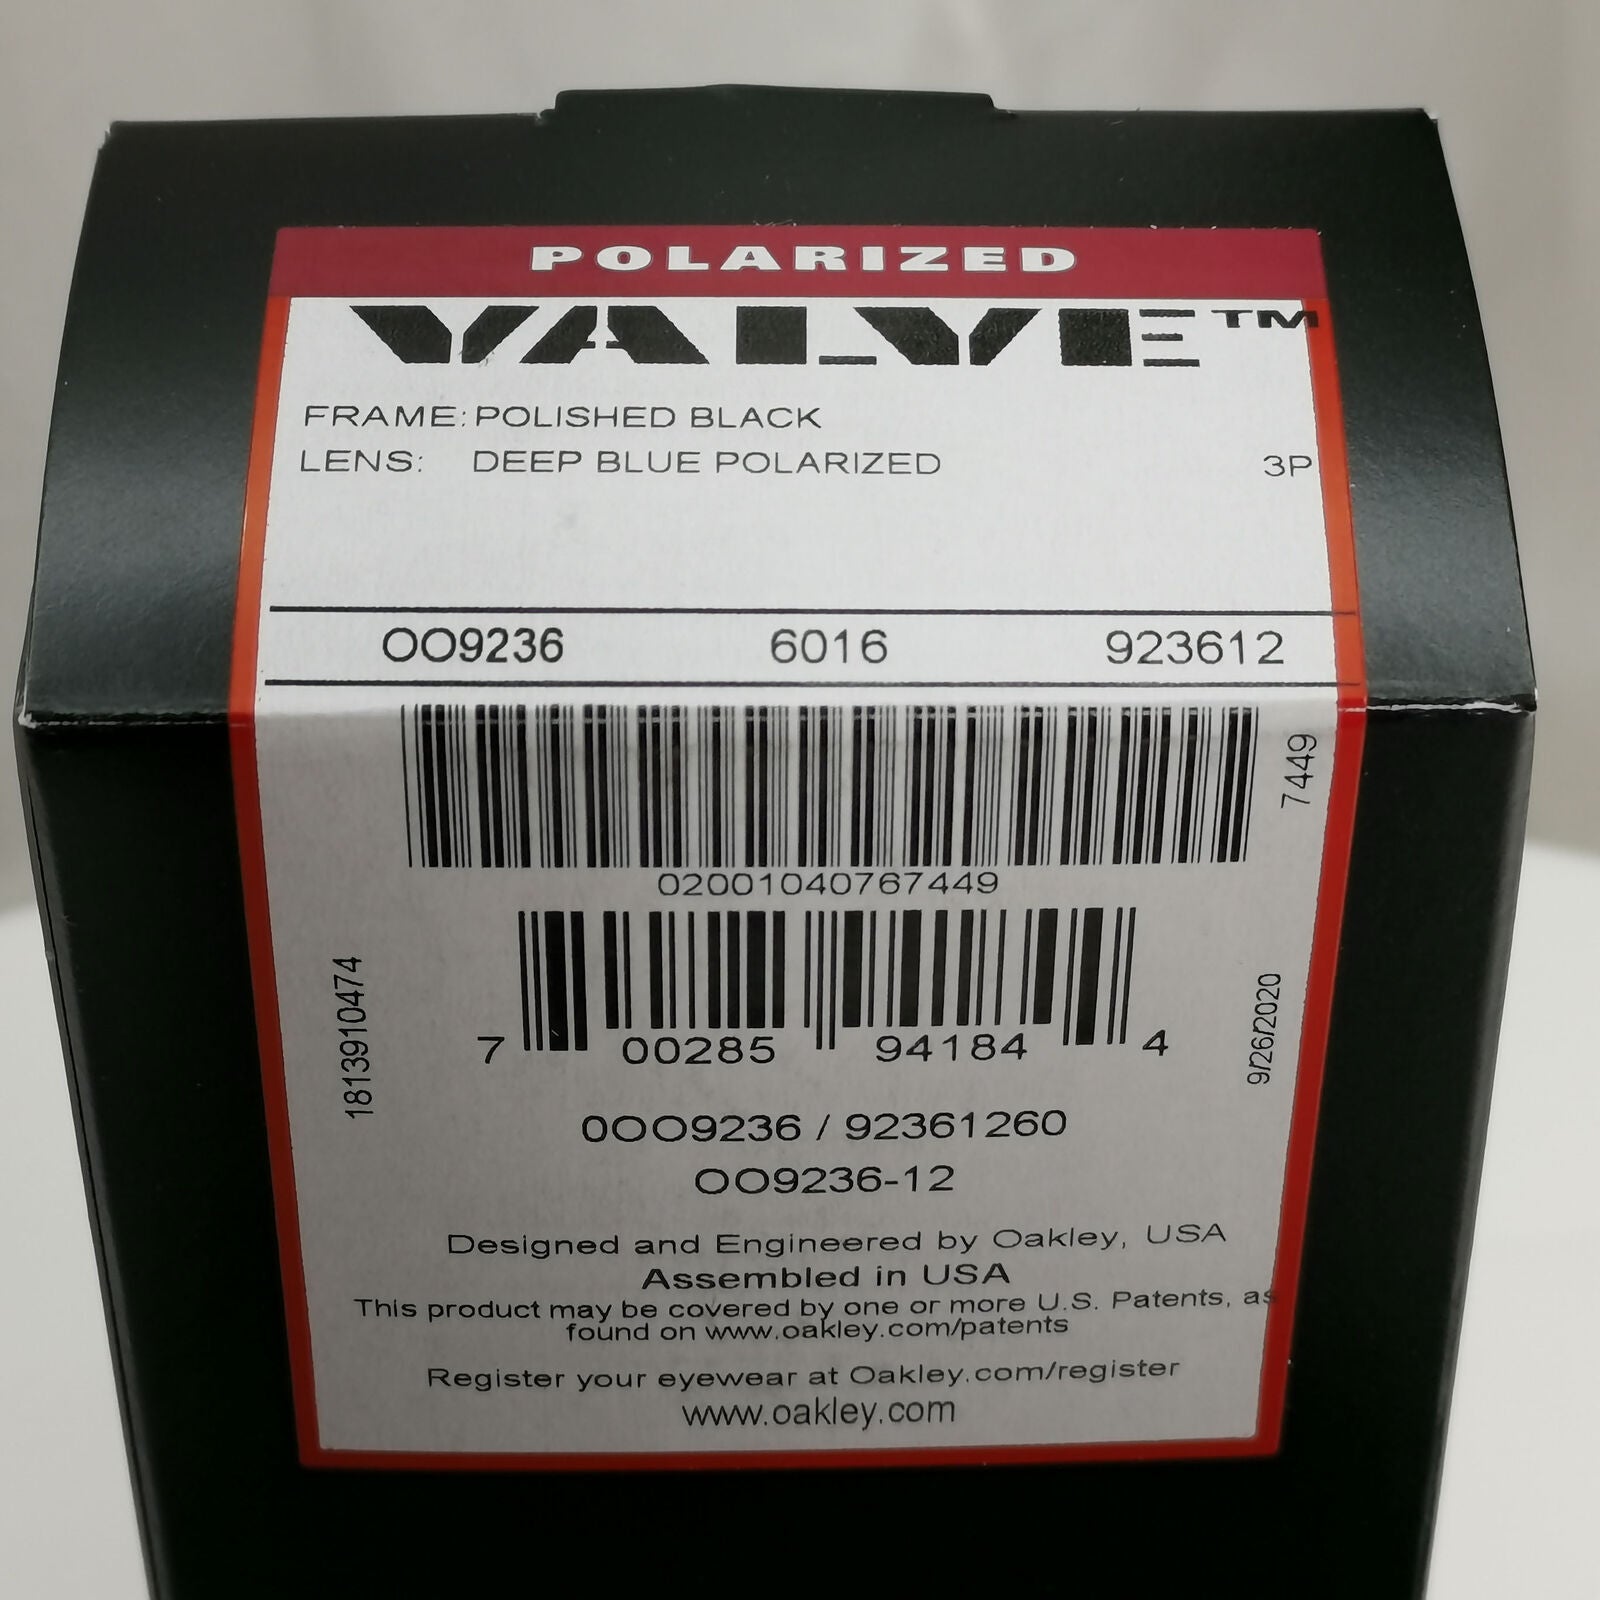 POLARIZED
VALVE™
FRAME: POLISHED BLACK
LENS: DEEP BLUE POLARIZED 3P
OO9236 6016 923612
7449
02001040767449
1813910474
7 00285 94184 4
9/26/2020
0OO9236 / 92361260
OO9236-12
Designed and Engineered by Oakley, USA
Assembled in USA
This product may be covered by one or more U.S. Patents, as
found on www.oakley.com/patents
Register your eyewear at Oakley.com/register
www.oakley.com